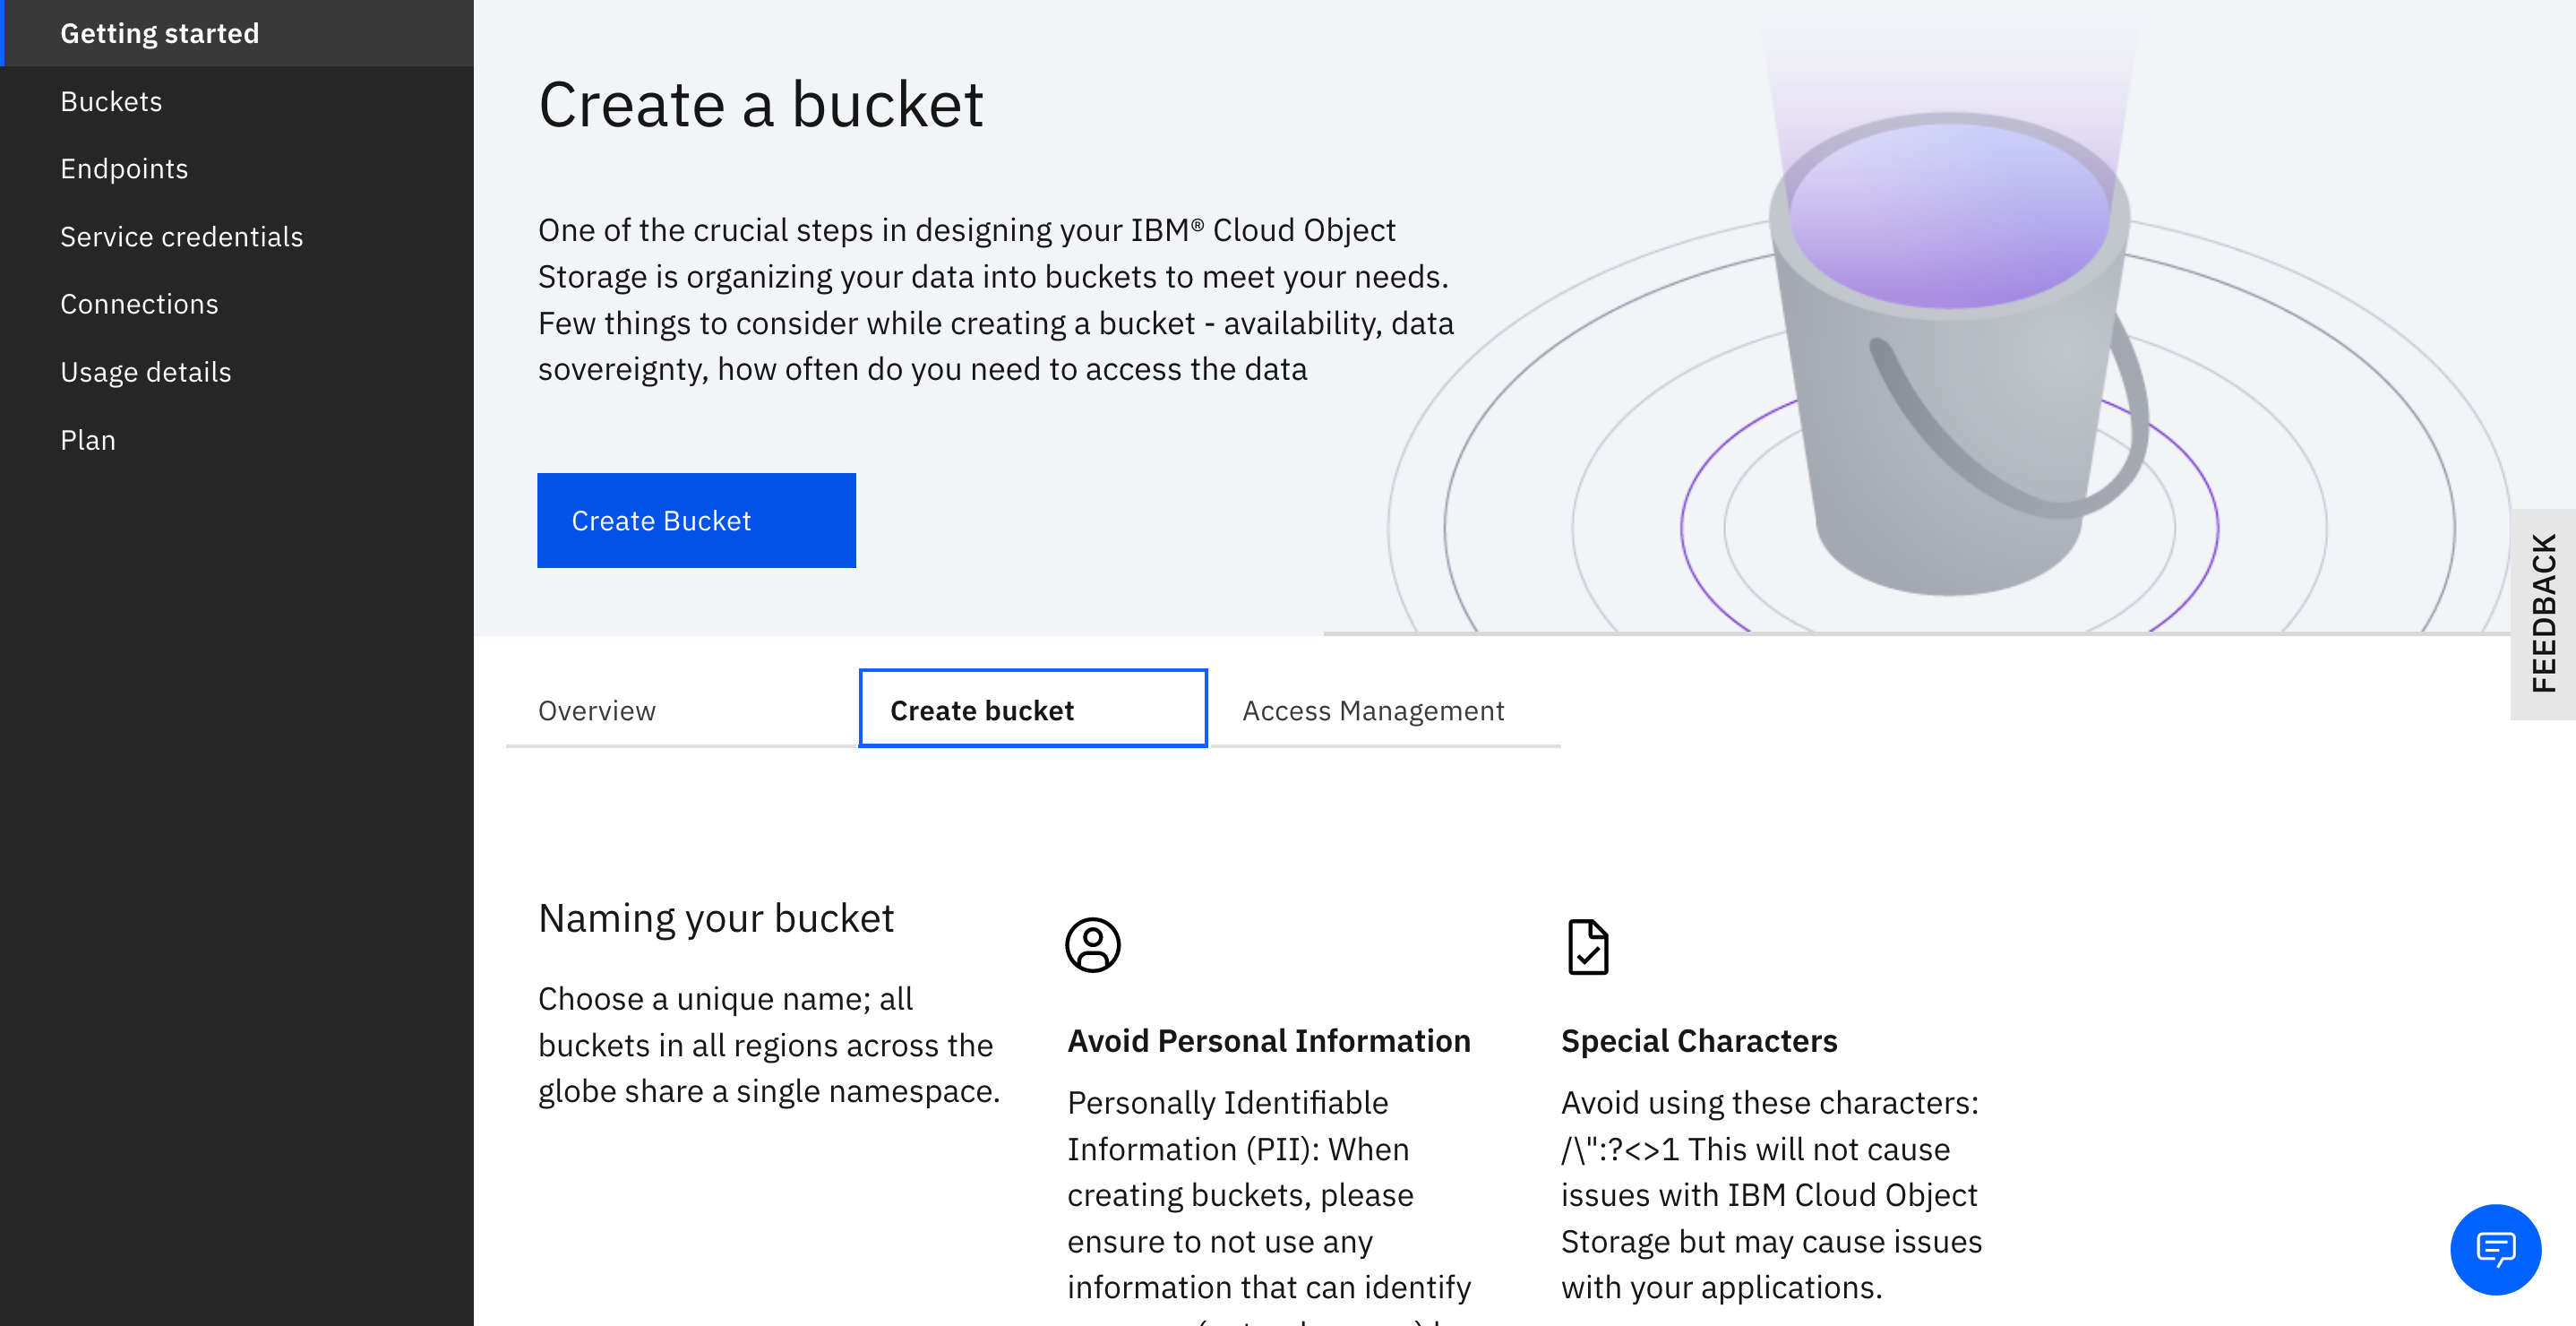 Getting started
Buckets
Endpoints
Service credentials
Connections
Usage details
Plan
Create a bucket
One of the crucial steps in designing your IBM® Cloud Object
Storage is organizing your data into buckets to meet your needs.
Few things to consider while creating a bucket - availability, data
sovereignty, how often do you need to access the data
Create Bucket
FEEDBACK
Overview
Create bucket
Access Management
Naming your bucket
Choose a unique name; all
buckets in all regions across the
globe share a single namespace.
Avoid Personal Information
Personally Identifiable
Information (PII): When
creating buckets, please
ensure to not use any
information that can identify
Special Characters
Avoid using these characters:
/\":?<>1 This will not cause
issues with IBM Cloud Object
Storage but may cause issues
with your applications.